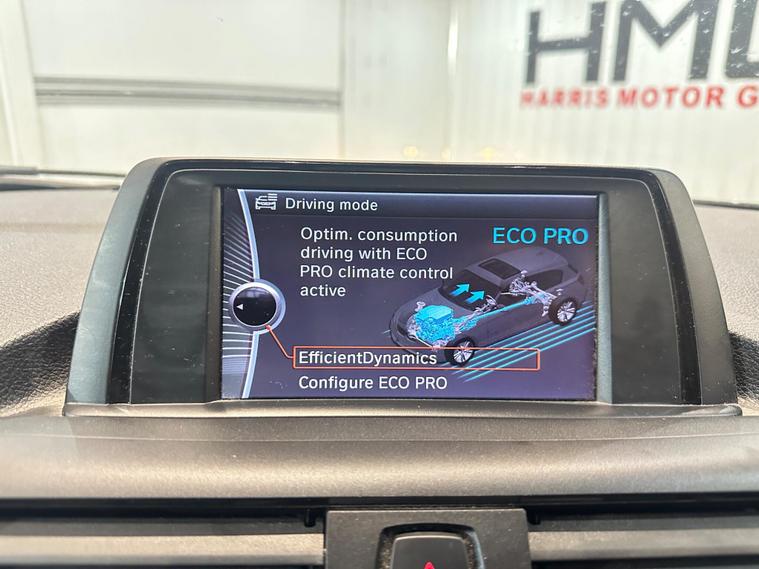 HARRIS MOTOR G
Driving mode
Optim. consumption
driving with ECO
PRO climate control
active
ECO PRO
EfficientDynamics
Configure ECO PRO